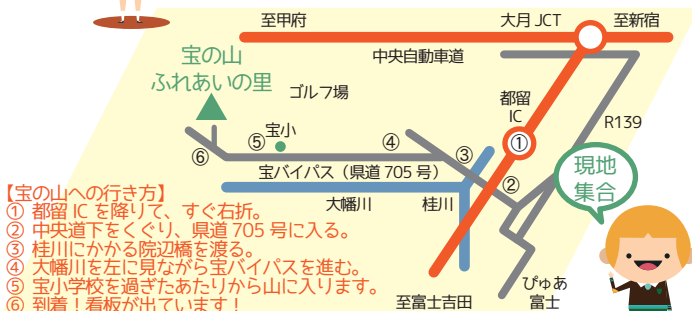 至甲府
大月 JCT
至新宿
中央自動車道
宝の山
ふれあいの里
ゴルフ場
都留
IC
①
R139
宝小
④
⑤
③
⑥
宝バイパス（県道 705 号）
②
現地
集合
大幡川
桂川
【宝の山への行き方】
① 都留 IC を降りて、すぐ右折。
② 中央道下をくぐり、県道 705 号に入る。
③ 桂川にかかる院辺橋を渡る。
④ 大幡川を左に見ながら宝バイパスを進む。
⑤ 宝小学校を過ぎたあたりから山に入ります。
⑥ 到着！看板が出ています！
至富士吉田
ぴゅあ
富士